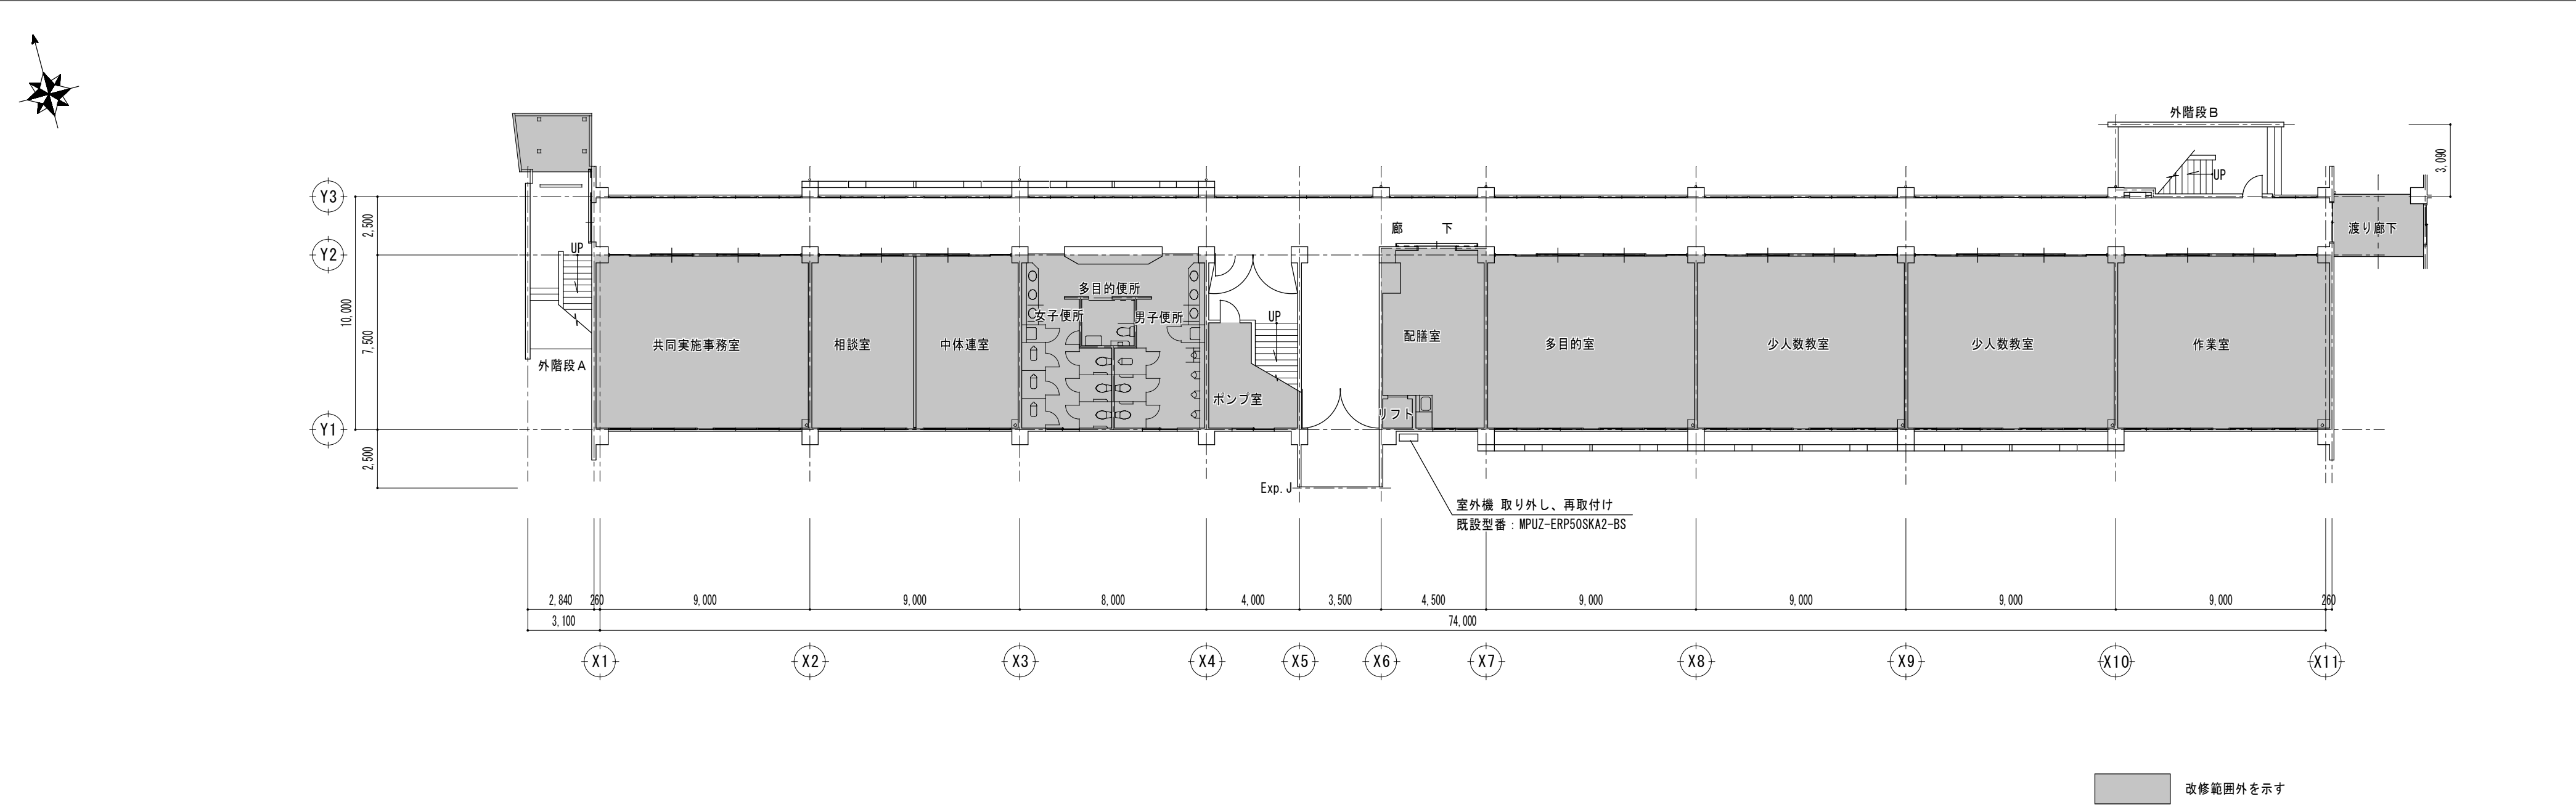 外階段B
UP
3,090
Y3
2,500
廊 下
渡り廊下
UP
Y2
10,000
7,500
多目的便所
女子便所
男子便所
UP
共同実施事務室
相談室
中体連室
配膳室
多目的室
少人数教室
少人数教室
作業室
外階段A
ポンプ室
リフト
Y1
2,500
Exp.J
室外機 取り外し、再取付け
既設型番:MPUZ-ERP50SKA2-BS
2,840 260 9,000 9,000 8,000 4,000 3,500 4,500 9,000 9,000 9,000 9,000 260
3,100 74,000
X1 X2 X3 X4 X5 X6 X7 X8 X9 X10 X11
改修範囲外を示す